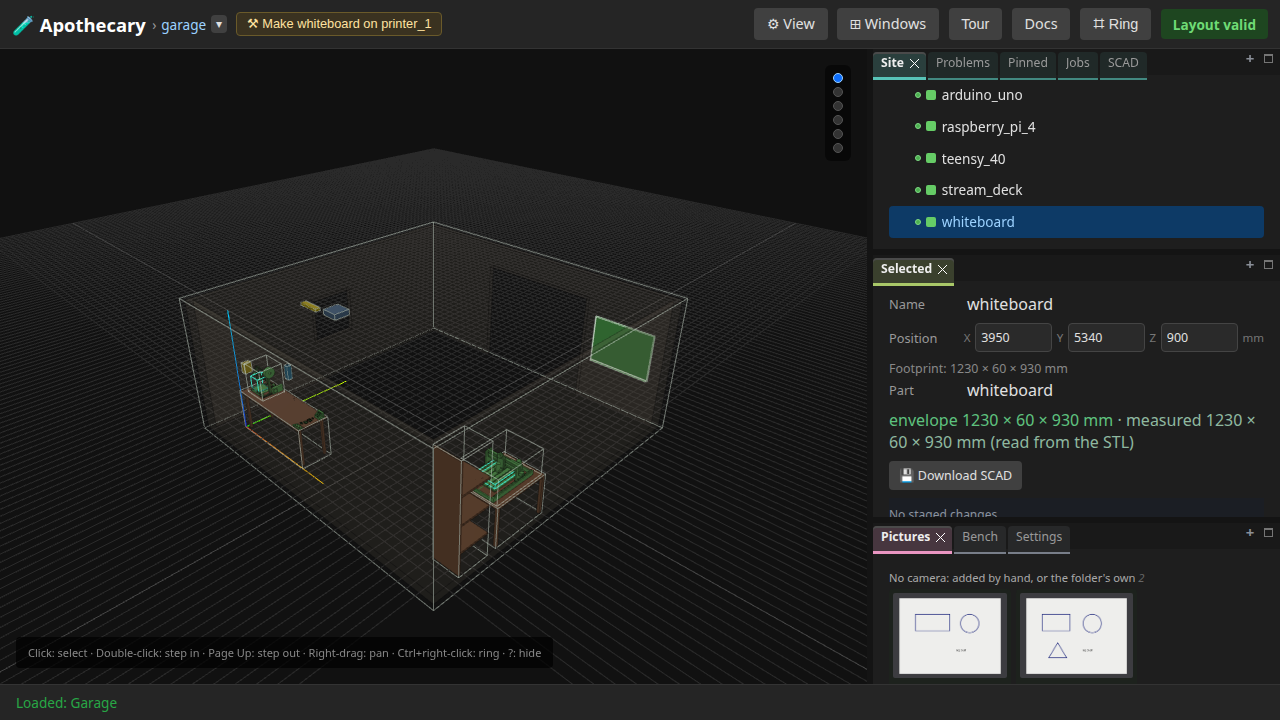 Apothecary › garage ▾
⚒ Make whiteboard on printer_1
⚙ View
⊞ Windows
Tour
Docs
⌗ Ring
Layout valid
Site
Problems
Pinned
Jobs
SCAD
arduino_uno
raspberry_pi_4
teensy_40
stream_deck
whiteboard
Selected
Name whiteboard
Position X 3950 Y 5340 Z 900 mm
Footprint: 1230 × 60 × 930 mm
Part whiteboard
envelope 1230 × 60 × 930 mm · measured 1230 ×
60 × 930 mm (read from the STL)
💾 Download SCAD
No staged changes
Pictures
Bench
Settings
No camera: added by hand, or the folder's own 2
Click: select · Double-click: step in · Page Up: step out · Right-drag: pan · Ctrl+right-click: ring · ?: hide
Loaded: Garage